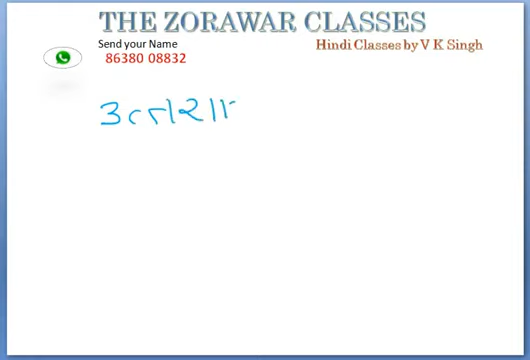 THE ZORAWAR CLASSES
Send your Name
Hindi Classes by V K Singh
86380 08832